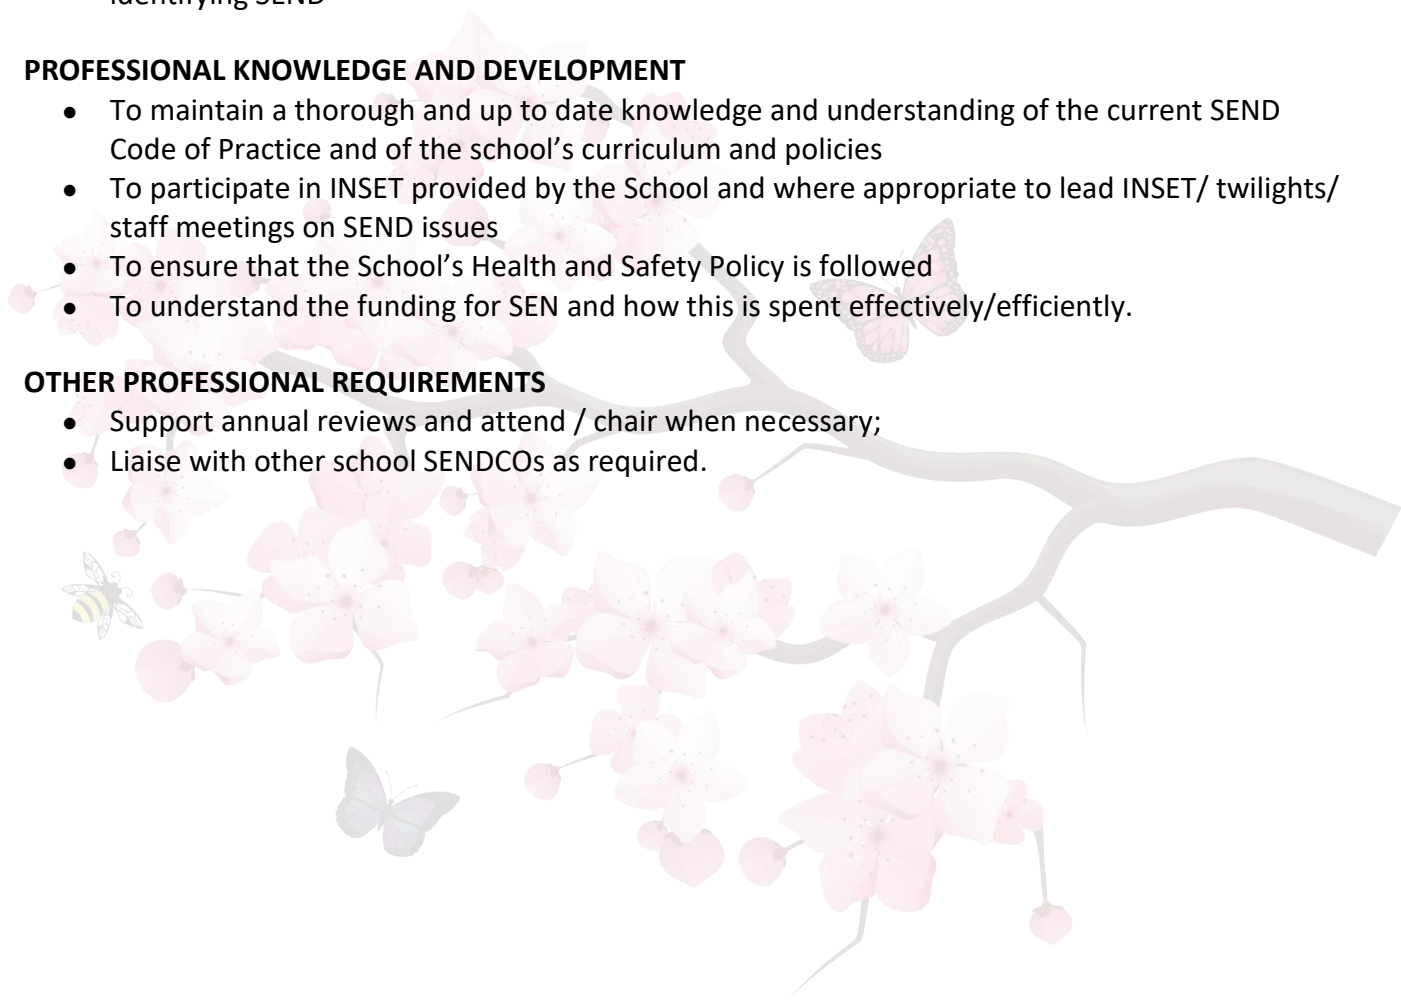 identifying SEND
PROFESSIONAL KNOWLEDGE AND DEVELOPMENT
● To maintain a thorough and up to date knowledge and understanding of the current SEND
Code of Practice and of the school’s curriculum and policies
● To participate in INSET provided by the School and where appropriate to lead INSET/ twilights/
staff meetings on SEND issues
● To ensure that the School’s Health and Safety Policy is followed
● To understand the funding for SEN and how this is spent effectively/efficiently.
OTHER PROFESSIONAL REQUIREMENTS
● Support annual reviews and attend / chair when necessary;
● Liaise with other school SENDCOs as required.